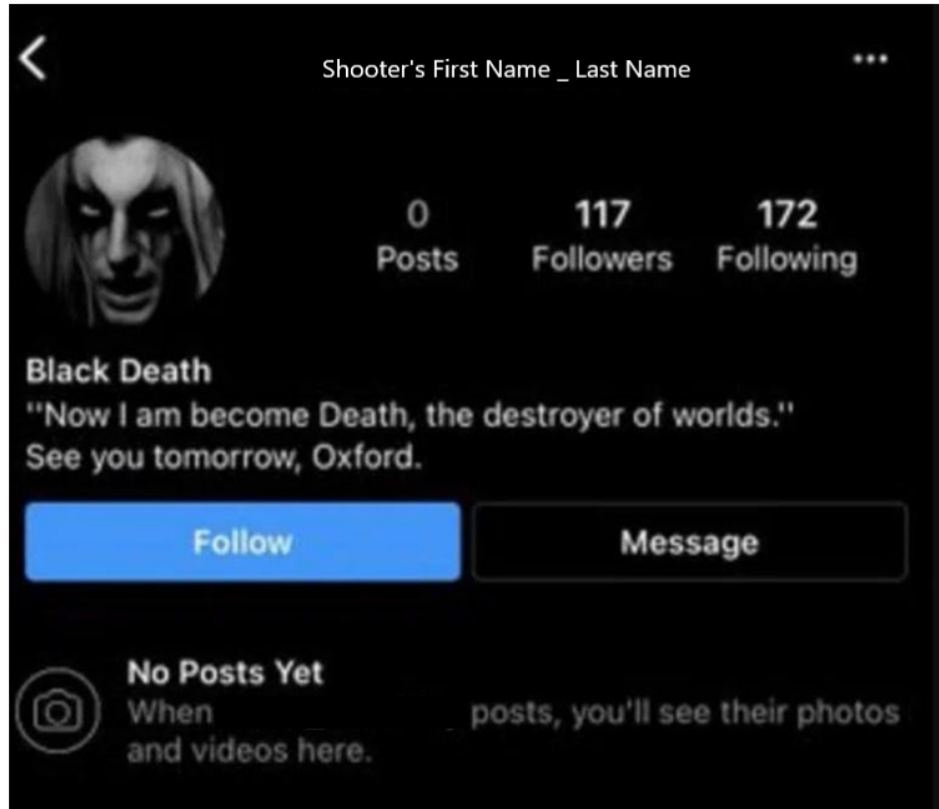 Shooter's First Name _ Last Name
0 117 172
Posts Followers Following
Black Death
"Now I am become Death, the destroyer of worlds."
See you tomorrow, Oxford.
Follow Message
No Posts Yet
When posts, you'll see their photos
and videos here.